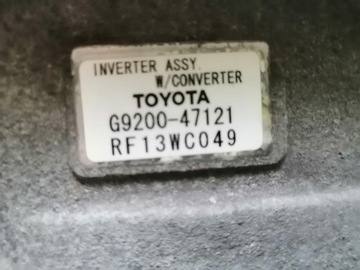 INVERTER ASSY.
W/CONVERTER
TOYOTA
G9200-47121
RF13WC049